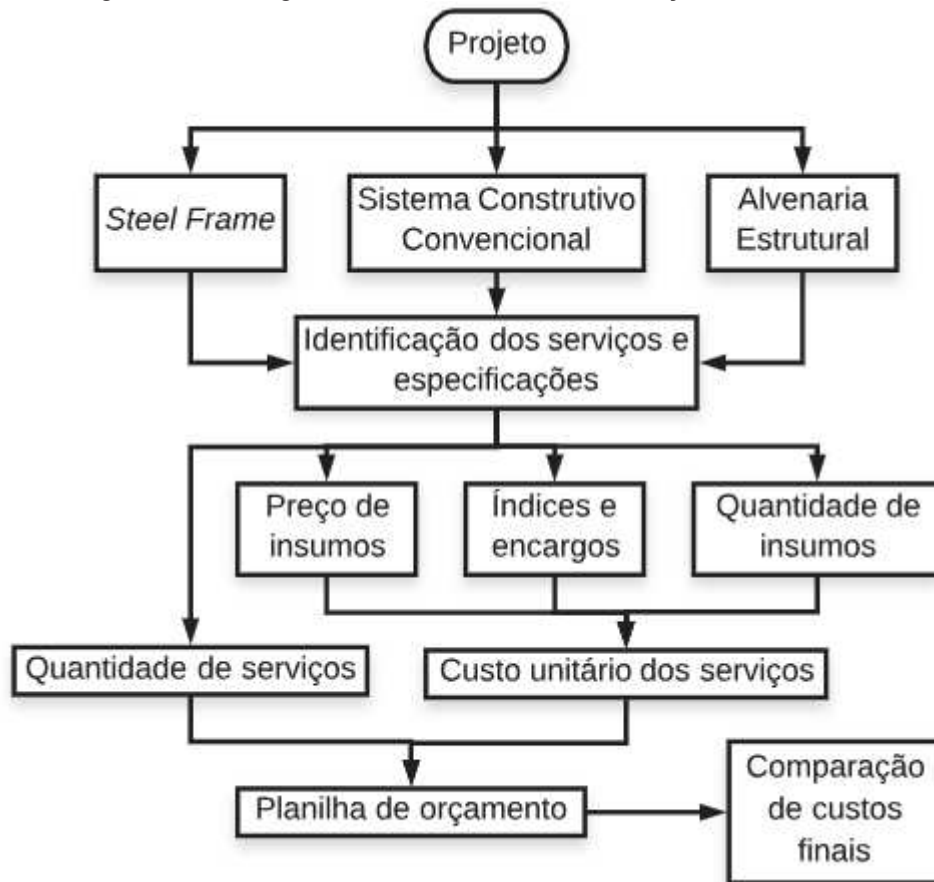 Projeto
Steel Frame
Sistema Construtivo
Convencional
Alvenaria
Estrutural
Identificação dos serviços e
especificações
Preço de
insumos
Índices e
encargos
Quantidade de
insumos
Quantidade de serviços
Custo unitário dos serviços
Planilha de orçamento
Comparação
de custos
finais